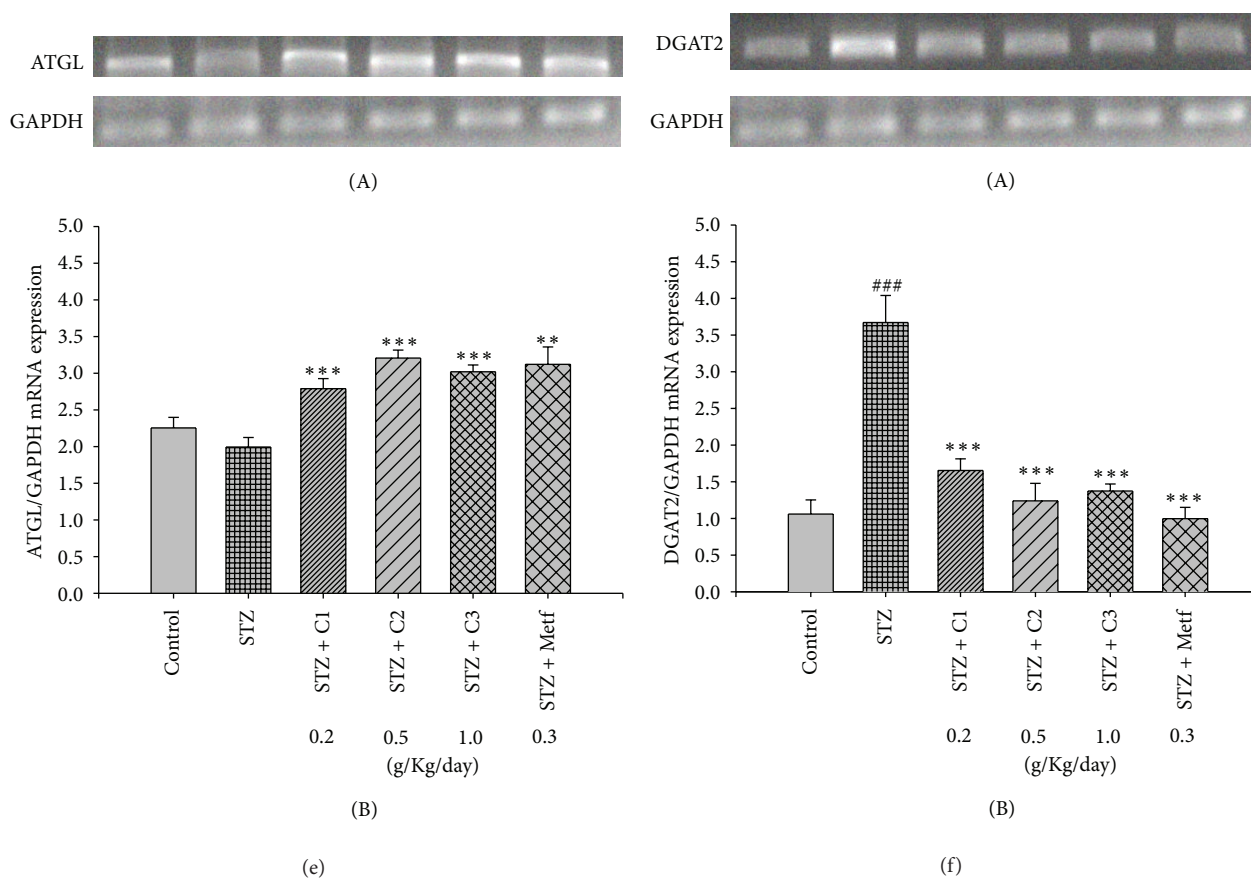 ATGL
GAPDH
(A)
ATGL/GAPDH mRNA expression
5.0
4.5
4.0
3.5
3.0
2.5
2.0
1.5
1.0
0.5
0.0
***
***
***
**
Control
STZ
STZ + C1
STZ + C2
STZ + C3
STZ + Metf
0.2 0.5 1.0 0.3
(g/Kg/day)
(B)
(e)
DGAT2
GAPDH
(A)
DGAT2/GAPDH mRNA expression
5.0
4.5
4.0
3.5
3.0
2.5
2.0
1.5
1.0
0.5
0.0
###
***
***
***
***
Control
STZ
STZ + C1
STZ + C2
STZ + C3
STZ + Metf
0.2 0.5 1.0 0.3
(g/Kg/day)
(B)
(f)